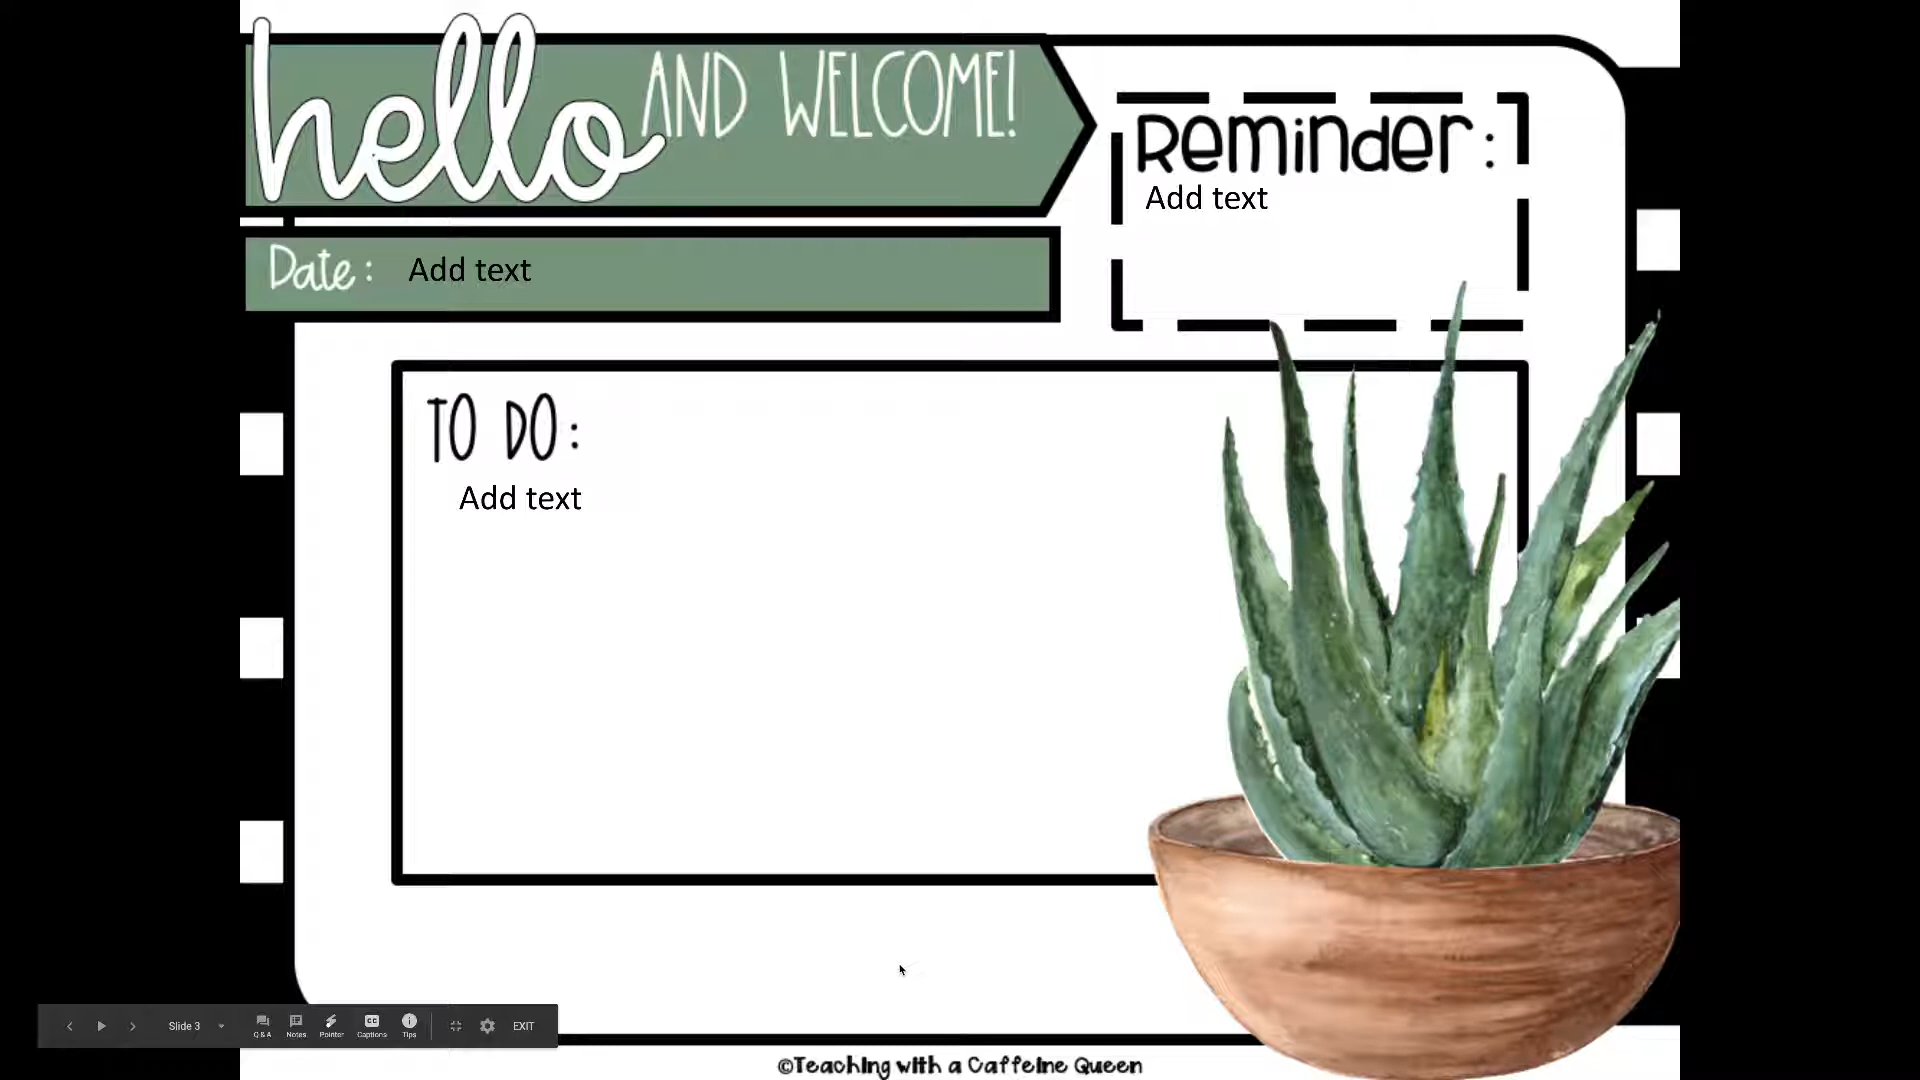 hello AND WELCOME!
Reminder:
Add text
Date: Add text
TO DO:
Add text
Slide 3
Q & A
Notes
Pointer
CC
Captions
Tips
EXIT
©Teaching with a Caffeine Queen